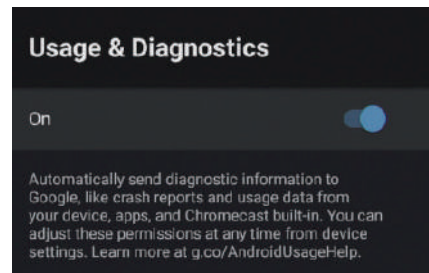 Usage & Diagnostics
On
Automatically send diagnostic information to
Google, like crash reports and usage data from
your device, apps, and Chromecast built-in. You can
adjust these permissions at any time from device
settings. Learn more at g.co/AndroidUsageHelp.